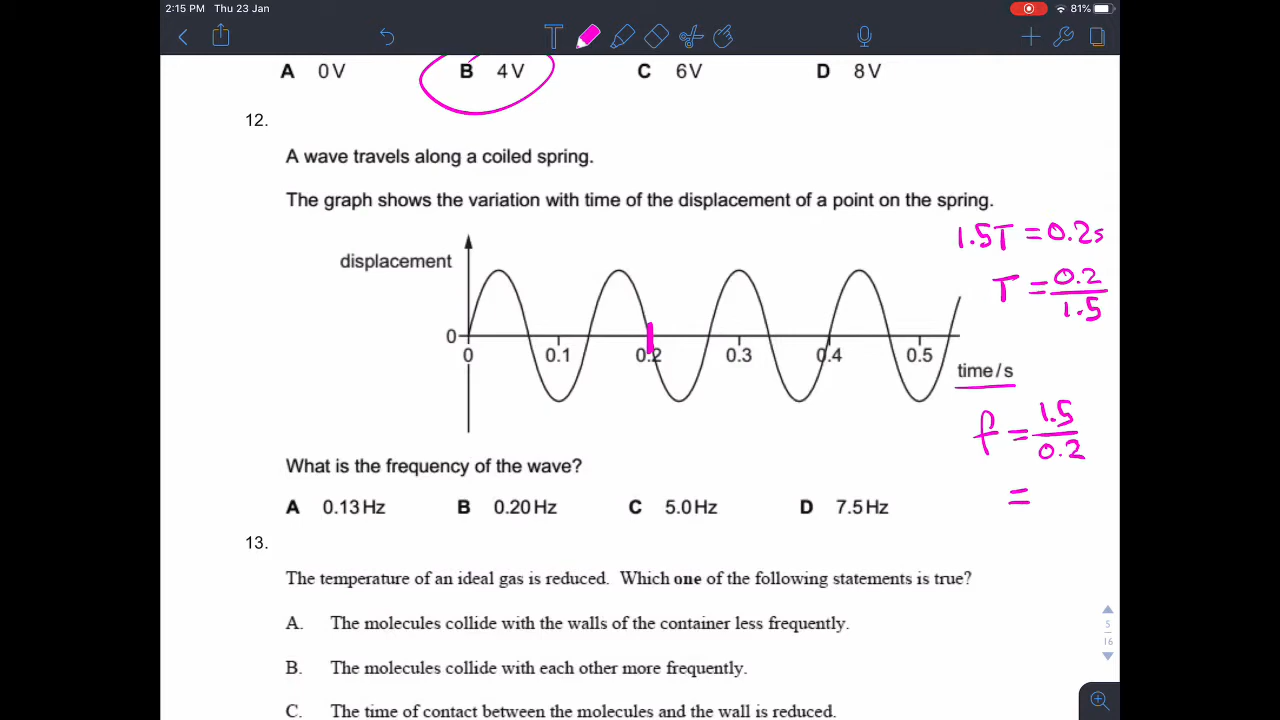 2:15 PM Thu 23 Jan 81%
T
A 0 V B 4 V C 6 V D 8 V
12.
A wave travels along a coiled spring.
The graph shows the variation with time of the displacement of a point on the spring.
1.5T = 0.2s
displacement
T = 0.2/1.5
0
0 0.1 0.2 0.3 0.4 0.5
time / s
f = 1.5/0.2
What is the frequency of the wave?
=
A 0.13 Hz B 0.20 Hz C 5.0 Hz D 7.5 Hz
13.
The temperature of an ideal gas is reduced. Which one of the following statements is true?
A. The molecules collide with the walls of the container less frequently.
5
16
B. The molecules collide with each other more frequently.
C. The time of contact between the molecules and the wall is reduced.